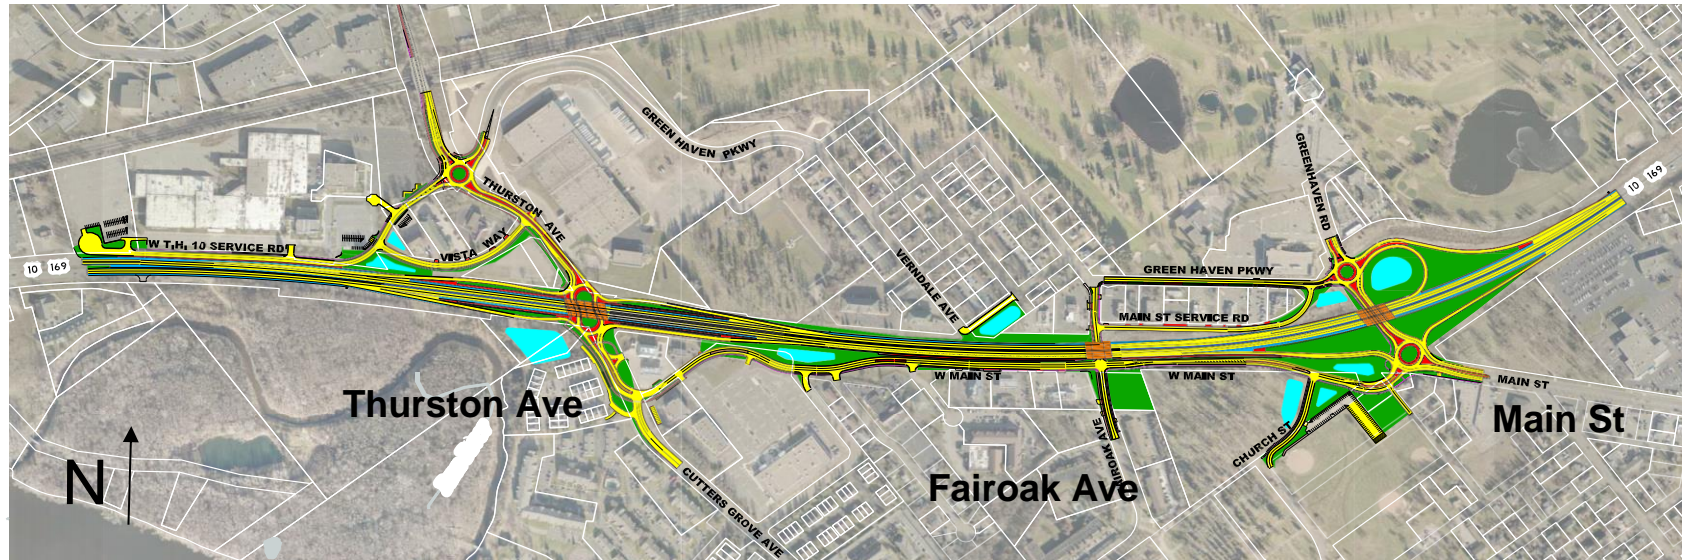 GREEN HAVEN PKWY
GREENHAVEN RD
10 169
THURSTON AVE
W T.H. 10 SERVICE RD
VISTA WAY
10 169
VERNDALE AVE
GREEN HAVEN PKWY
MAIN ST SERVICE RD
W MAIN ST
W MAIN ST
MAIN ST
Thurston Ave
Main St
CHURCH ST
FAIROAK AVE
Fairoak Ave
CUTTERS GROVE AVE
N